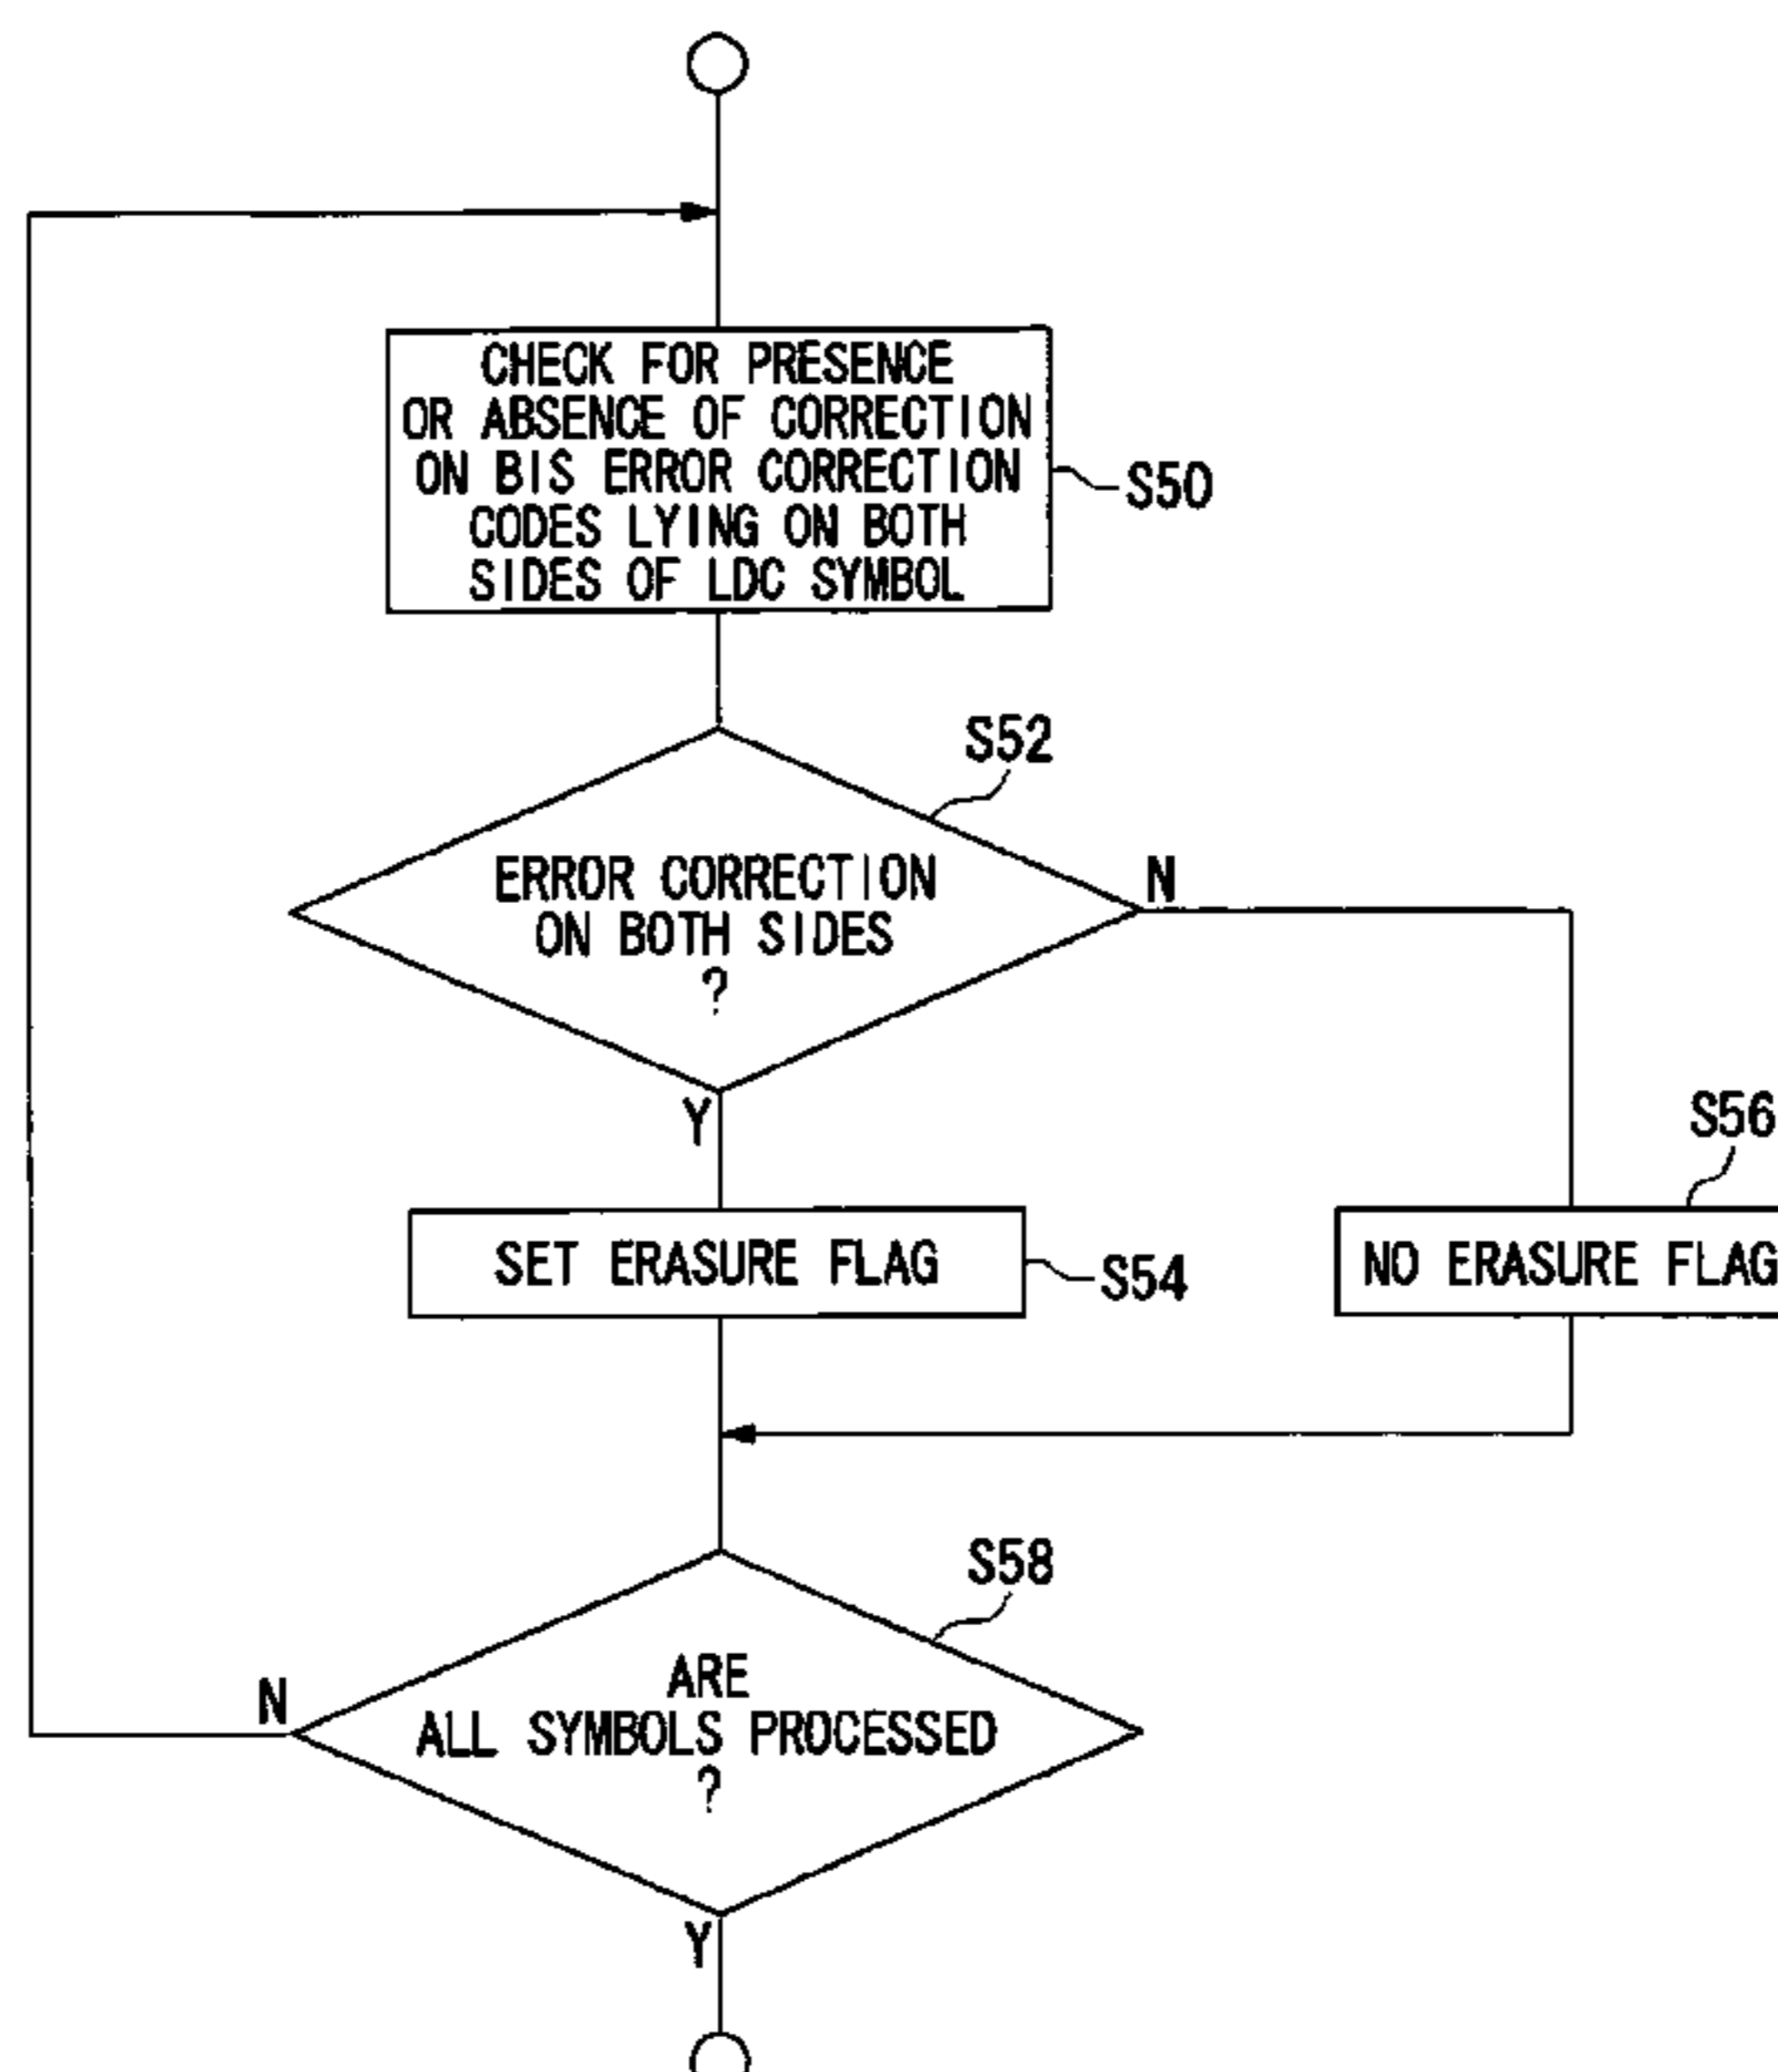 CHECK FOR PRESENCE
OR ABSENCE OF CORRECTION
ON BIS ERROR CORRECTION
CODES LYING ON BOTH
SIDES OF LDC SYMBOL
S50
S52
ERROR CORRECTION
ON BOTH SIDES
?
N
Y
S56
SET ERASURE FLAG
S54
NO ERASURE FLAG
S58
ARE
ALL SYMBOLS PROCESSED
?
N
Y